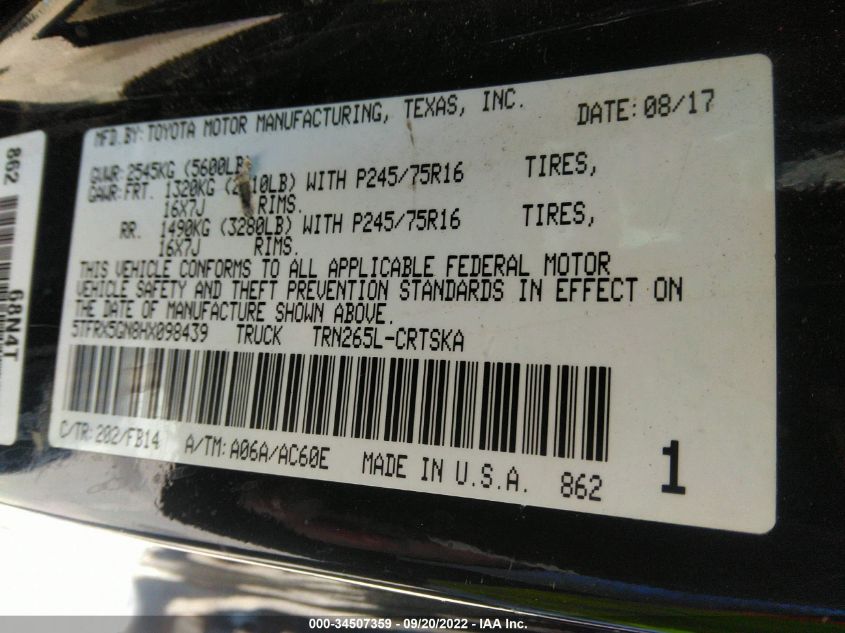 MFD.BY:TOYOTA MOTOR MANUFACTURING, TEXAS, INC. DATE:08/17
GVWR:2545KG (5600LB)
GAWR:FRT. 1320KG (2 10LB) WITH P245/75R16 TIRES,
16X7J RIMS.
RR. 1490KG (3280LB) WITH P245/75R16 TIRES,
16X7J RIMS.
THIS VEHICLE CONFORMS TO ALL APPLICABLE FEDERAL MOTOR
VEHICLE SAFETY AND THEFT PREVENTION STANDARDS IN EFFECT ON
THE DATE OF MANUFACTURE SHOWN ABOVE.
5TFRX5GN8HX098439 TRUCK TRN265L-CRTSKA
C/TR:202/FB14 A/TM:A06A/AC60E MADE IN U.S.A. 862 1
862
68N4T
000-34507359 - 09/20/2022 - IAA Inc.